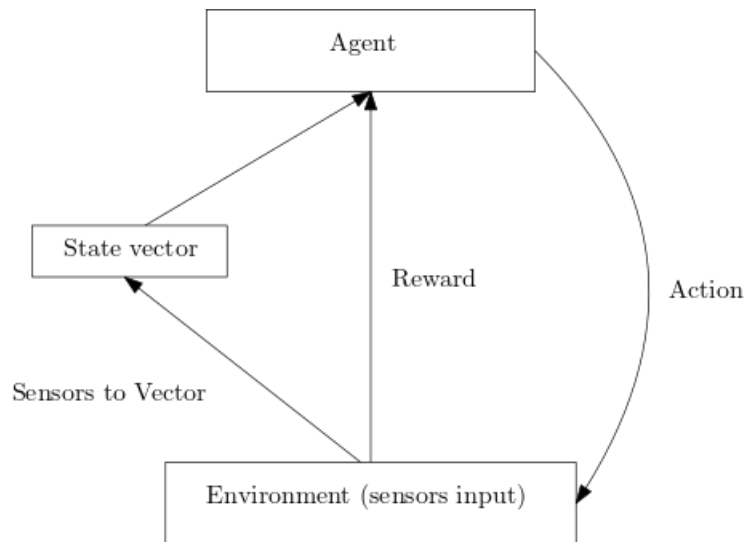 Agent
State vector
Reward
Action
Sensors to Vector
Environment (sensors input)